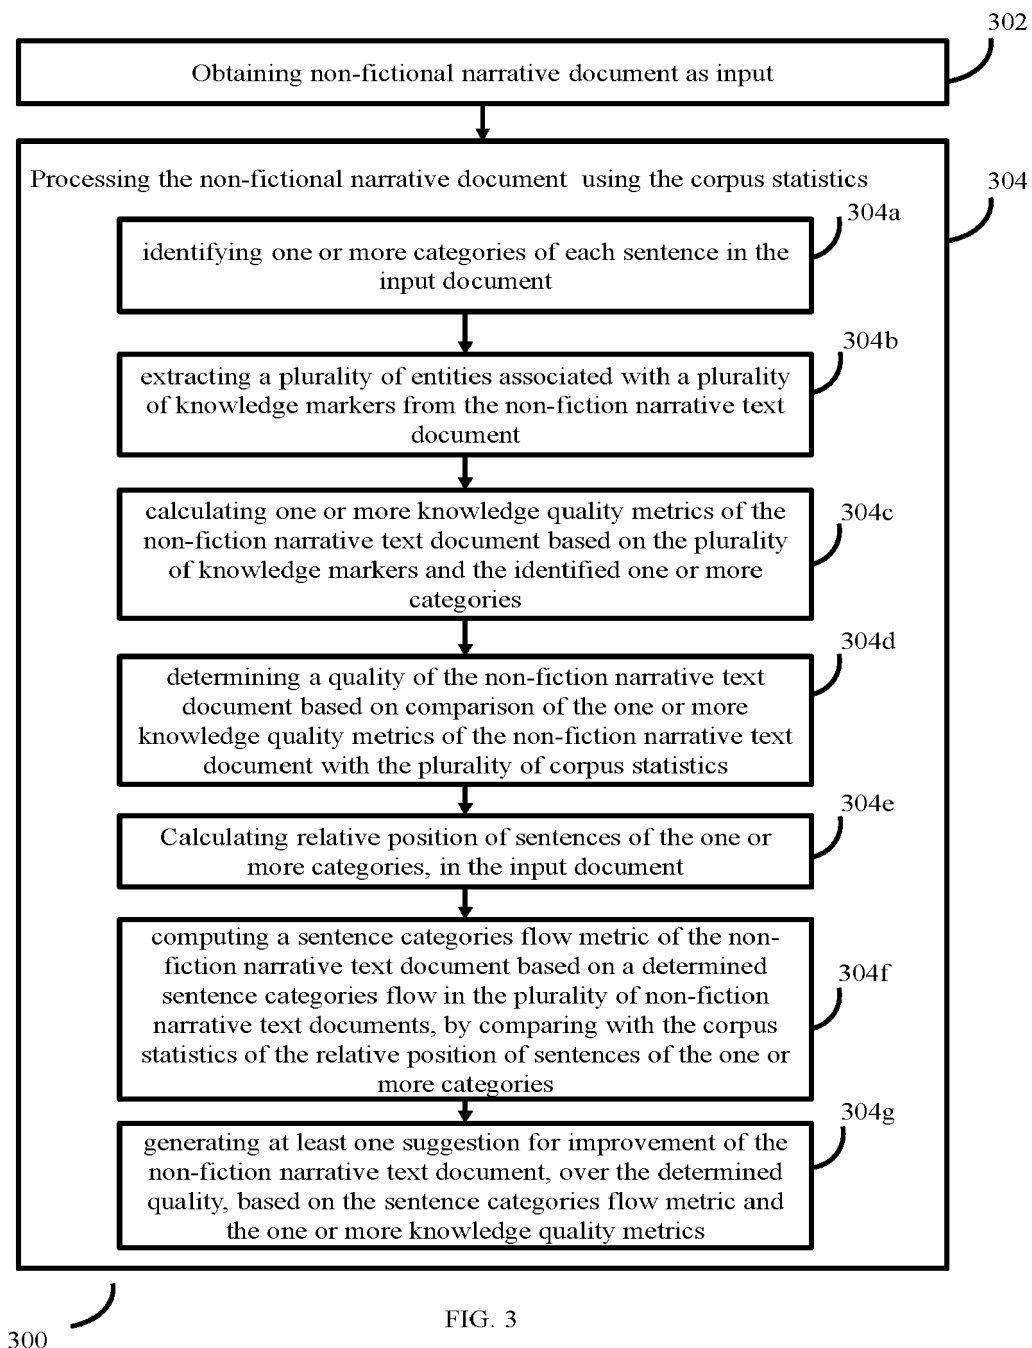 302
Obtaining non-fictional narrative document as input
Processing the non-fictional narrative document using the corpus statistics
304
304a
identifying one or more categories of each sentence in the
input document
304b
extracting a plurality of entities associated with a plurality
of knowledge markers from the non-fiction narrative text
document
304c
calculating one or more knowledge quality metrics of the
non-fiction narrative text document based on the plurality
of knowledge markers and the identified one or more
categories
304d
determining a quality of the non-fiction narrative text
document based on comparison of the one or more
knowledge quality metrics of the non-fiction narrative text
document with the plurality of corpus statistics
304e
Calculating relative position of sentences of the one or
more categories, in the input document
304f
computing a sentence categories flow metric of the non-
fiction narrative text document based on a determined
sentence categories flow in the plurality of non-fiction
narrative text documents, by comparing with the corpus
statistics of the relative position of sentences of the one or
more categories
304g
generating at least one suggestion for improvement of the
non-fiction narrative text document, over the determined
quality, based on the sentence categories flow metric and
the one or more knowledge quality metrics
300
FIG. 3